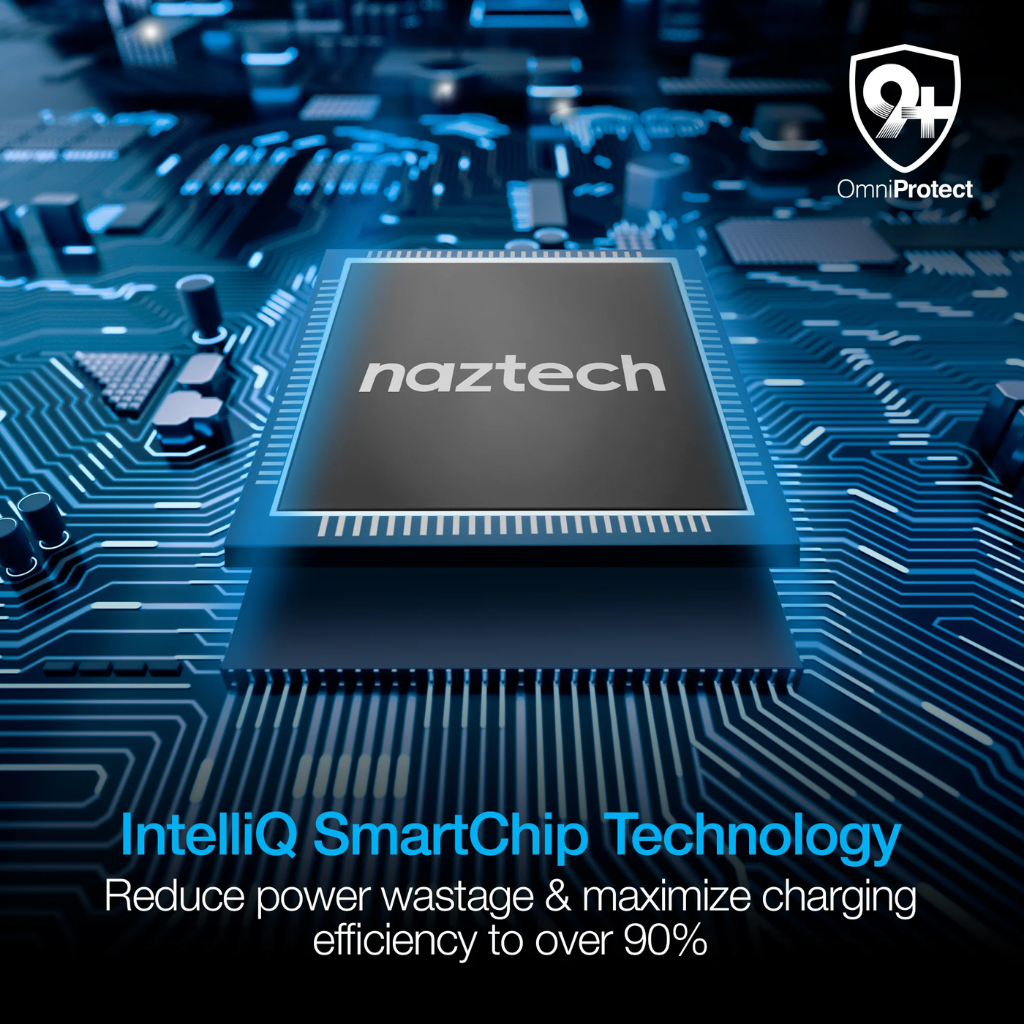 9+
OmniProtect
naztech
IntelliQ SmartChip Technology
Reduce power wastage & maximize charging
efficiency to over 90%